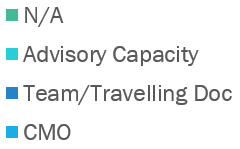 N/A
Advisory Capacity
Team/Travelling Doc
CMO